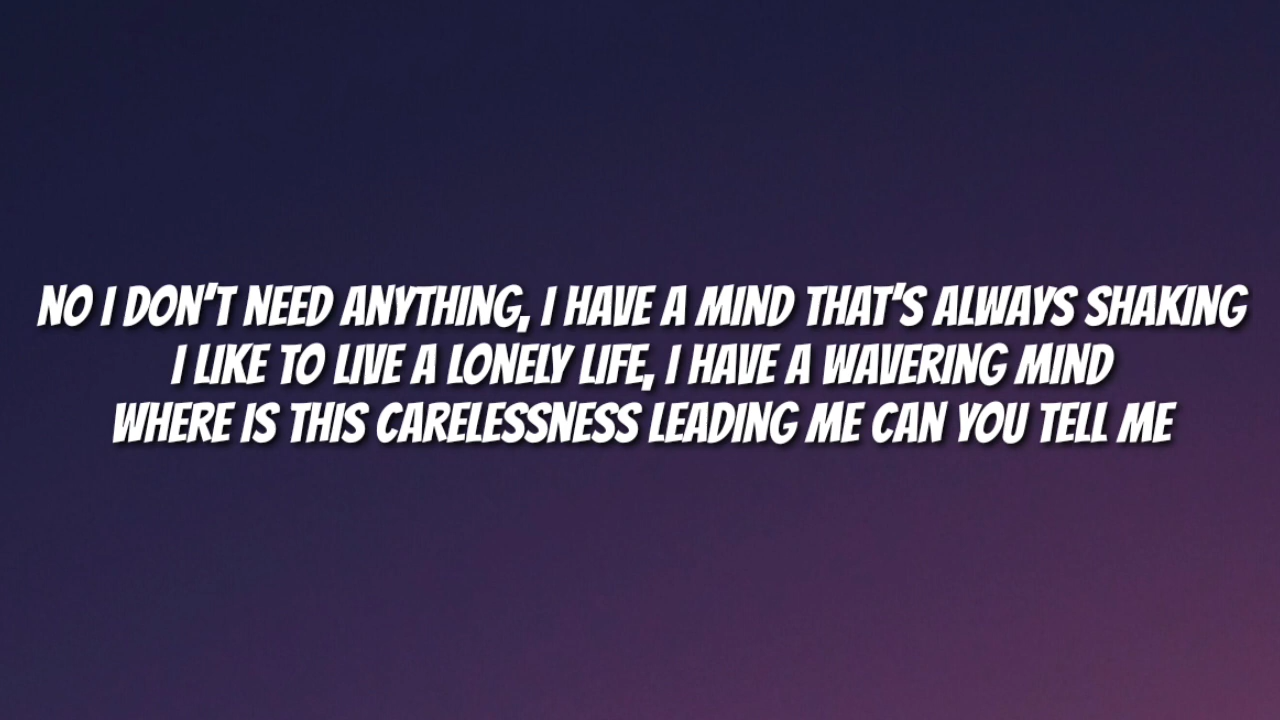 NO I DON'T NEED ANYTHING, I HAVE A MIND THAT'S ALWAYS SHAKING
I LIKE TO LIVE A LONELY LIFE, I HAVE A WAVERING MIND
WHERE IS THIS CARELESSNESS LEADING ME CAN YOU TELL ME